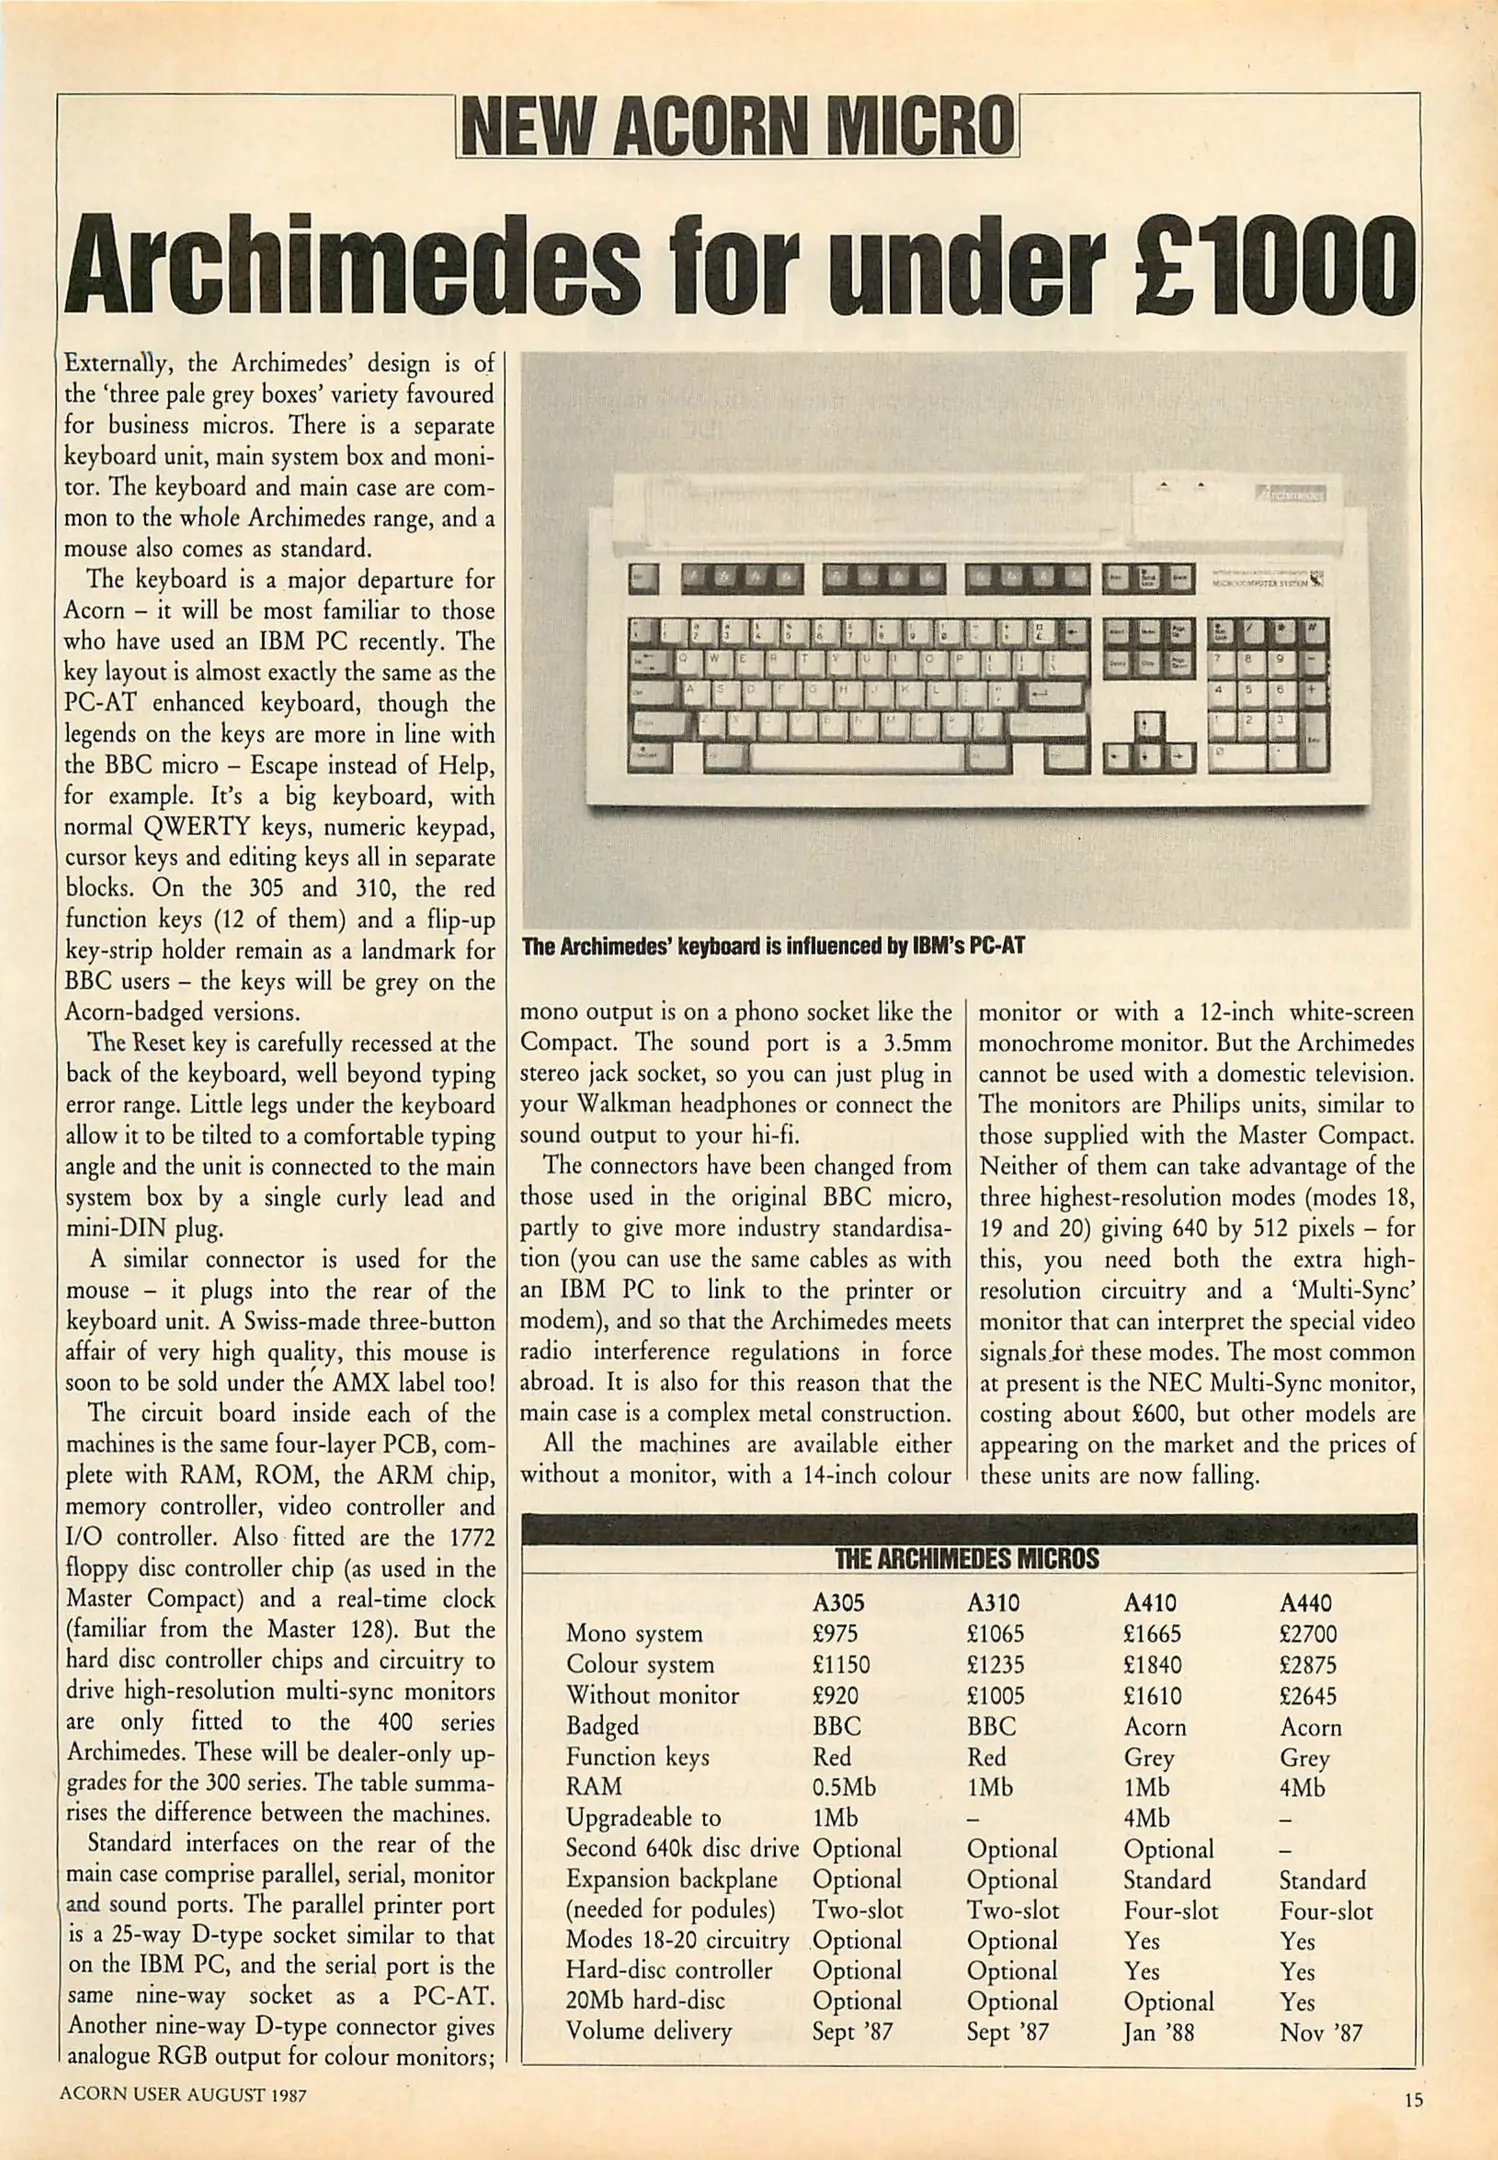 NEW ACORN MICRO
Archimedes for under £1000
Externally, the Archimedes' design is of
the 'three pale grey boxes' variety favoured
for business micros. There is a separate
keyboard unit, main system box and moni-
tor. The keyboard and main case are com-
mon to the whole Archimedes range, and a
mouse also comes as standard.
The keyboard is a major departure for
Acorn – it will be most familiar to those
who have used an IBM PC recently. The
key layout is almost exactly the same as the
PC-AT enhanced keyboard, though the
legends on the keys are more in line with
the BBC micro – Escape instead of Help,
for example. It's a big keyboard, with
normal QWERTY keys, numeric keypad,
cursor keys and editing keys all in separate
blocks. On the 305 and 310, the red
function keys (12 of them) and a flip-up
key-strip holder remain as a landmark for
BBC users – the keys will be grey on the
Acorn-badged versions.
The Reset key is carefully recessed at the
back of the keyboard, well beyond typing
error range. Little legs under the keyboard
allow it to be tilted to a comfortable typing
angle and the unit is connected to the main
system box by a single curly lead and
mini-DIN plug.
A similar connector is used for the
mouse – it plugs into the rear of the
keyboard unit. A Swiss-made three-button
affair of very high quality, this mouse is
soon to be sold under the AMX label too!
The circuit board inside each of the
machines is the same four-layer PCB, com-
plete with RAM, ROM, the ARM chip,
memory controller, video controller and
I/O controller. Also fitted are the 1772
floppy disc controller chip (as used in the
Master Compact) and a real-time clock
(familiar from the Master 128). But the
hard disc controller chips and circuitry to
drive high-resolution multi-sync monitors
are only fitted to the 400 series
Archimedes. These will be dealer-only up-
grades for the 300 series. The table summa-
rises the difference between the machines.
Standard interfaces on the rear of the
main case comprise parallel, serial, monitor
and sound ports. The parallel printer port
is a 25-way D-type socket similar to that
on the IBM PC, and the serial port is the
same nine-way socket as a PC-AT.
Another nine-way D-type connector gives
analogue RGB output for colour monitors;
Archimedes
MICROCOMPUTER SYSTEM
The Archimedes' keyboard is influenced by IBM's PC-AT
mono output is on a phono socket like the
Compact. The sound port is a 3.5mm
stereo jack socket, so you can just plug in
your Walkman headphones or connect the
sound output to your hi-fi.
The connectors have been changed from
those used in the original BBC micro,
partly to give more industry standardisa-
tion (you can use the same cables as with
an IBM PC to link to the printer or
modem), and so that the Archimedes meets
radio interference regulations in force
abroad. It is also for this reason that the
main case is a complex metal construction.
All the machines are available either
without a monitor, with a 14-inch colour
monitor or with a 12-inch white-screen
monochrome monitor. But the Archimedes
cannot be used with a domestic television.
The monitors are Philips units, similar to
those supplied with the Master Compact.
Neither of them can take advantage of the
three highest-resolution modes (modes 18,
19 and 20) giving 640 by 512 pixels – for
this, you need both the extra high-
resolution circuitry and a 'Multi-Sync'
monitor that can interpret the special video
signals for these modes. The most common
at present is the NEC Multi-Sync monitor,
costing about £600, but other models are
appearing on the market and the prices of
these units are now falling.
THE ARCHIMEDES MICROS
A305 A310 A410 A440
Mono system £975 £1065 £1665 £2700
Colour system £1150 £1235 £1840 £2875
Without monitor £920 £1005 £1610 £2645
Badged BBC BBC Acorn Acorn
Function keys Red Red Grey Grey
RAM 0.5Mb 1Mb 1Mb 4Mb
Upgradeable to 1Mb – 4Mb –
Second 640k disc drive Optional Optional Optional –
Expansion backplane Optional Optional Standard Standard
(needed for podules) Two-slot Two-slot Four-slot Four-slot
Modes 18-20 circuitry Optional Optional Yes Yes
Hard-disc controller Optional Optional Yes Yes
20Mb hard-disc Optional Optional Optional Yes
Volume delivery Sept '87 Sept '87 Jan '88 Nov '87
ACORN USER AUGUST 1987
15